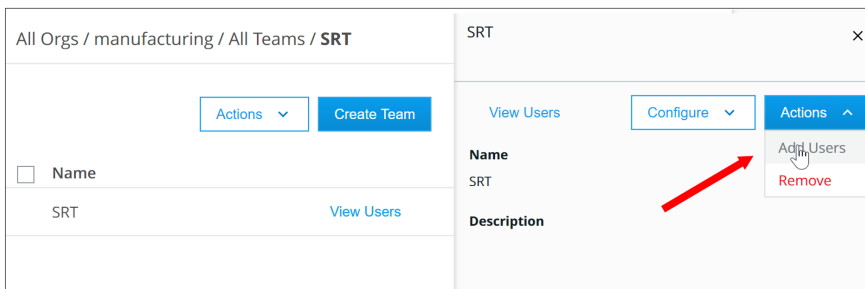 All Orgs / manufacturing / All Teams / SRT
Actions
Create Team
Name
SRT
View Users
SRT
View Users
Configure
Actions
Add Users
Remove
Name
SRT
Description